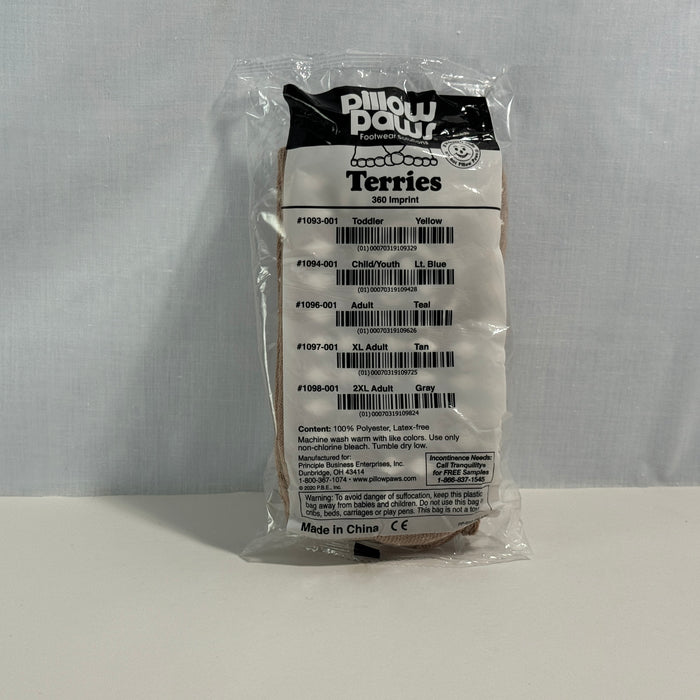 pillow
paws
Footwear Solutions
Terries
360 Imprint
#1093-001 Toddler Yellow
(01)00070319109329
#1094-001 Child/Youth Lt. Blue
(01)00070319109428
#1096-001 Adult Teal
(01)00070319109626
#1097-001 XL Adult Tan
(01)00070319109725
#1098-001 2XL Adult Gray
(01)00070319109824
Content: 100% Polyester, Latex-free
Machine wash warm with like colors. Use only
non-chlorine bleach. Tumble dry low.
Manufactured for:
Principle Business Enterprises, Inc.
Dunbridge, OH 43414
1-800-367-1074 • www.pillowpaws.com
© 2020 P.B.E., Inc.
Incontinence Needs:
Call Tranquility®
for FREE Samples
1-866-837-1545
Warning: To avoid danger of suffocation, keep this plastic
bag away from babies and children. Do not use this bag
cribs, beds, carriages or play pens. This bag is not a toy
Made in China CE